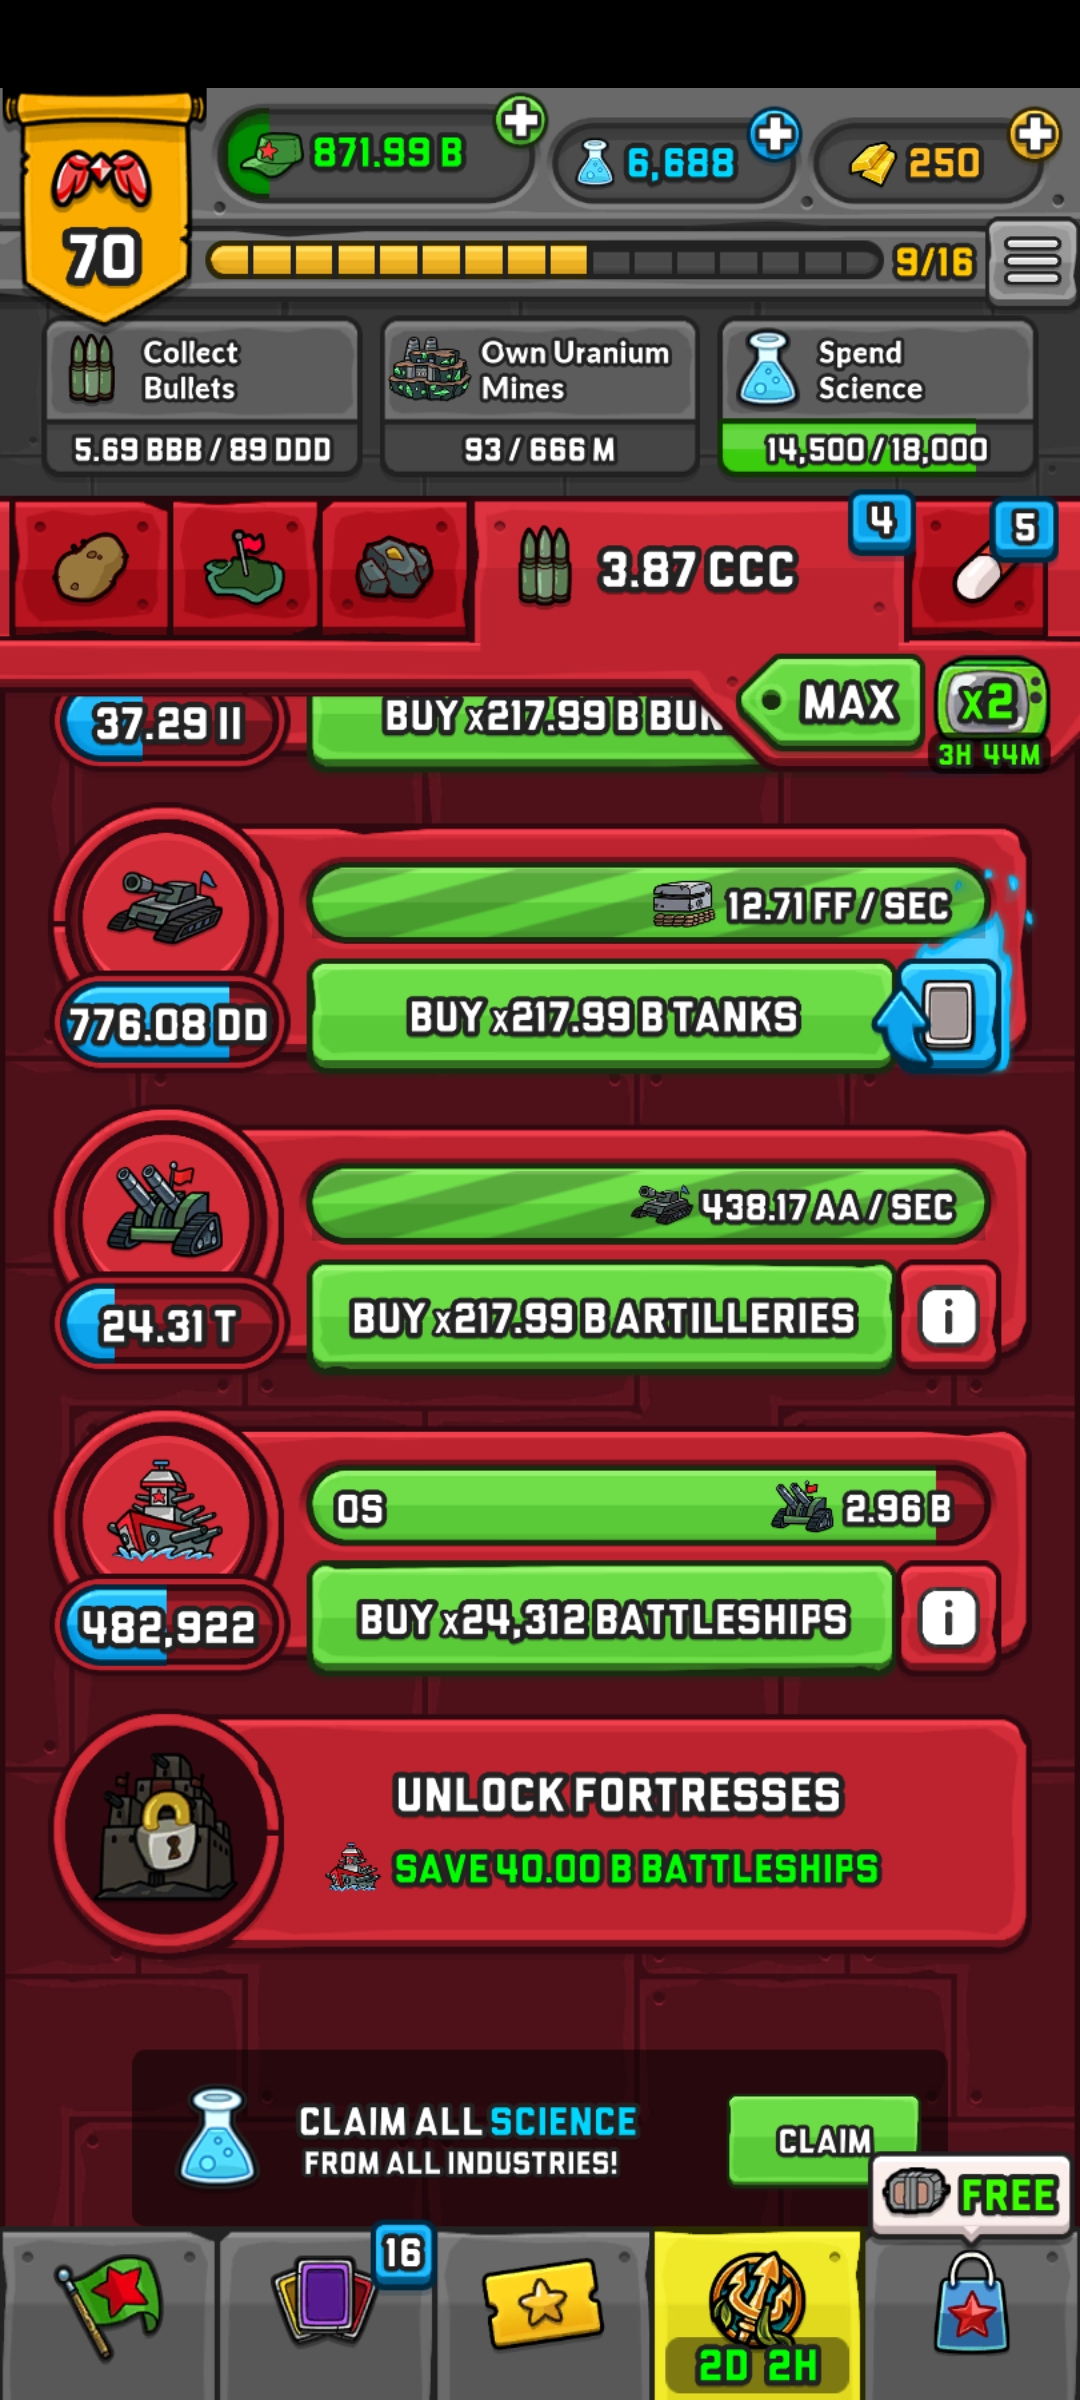 871.99 B
6,688
250
70
9/16
Collect
Bullets
5.69 BBB / 89 DDD
Own Uranium
Mines
93 / 666 M
Spend
Science
14,500/18,000
3.87 CCC
4
5
MAX
x2
3H 44M
37.29 II
BUY x217.99 B
12.71 FF / SEC
776.08 DD
BUY x217.99 B TANKS
438.17 AA / SEC
24.31 T
BUY x217.99 B ARTILLERIES
i
0S
2.96 B
482,922
BUY x24,312 BATTLESHIPS
i
UNLOCK FORTRESSES
SAVE 40.00 B BATTLESHIPS
CLAIM ALL SCIENCE
FROM ALL INDUSTRIES!
CLAIM
FREE
16
2D 2H